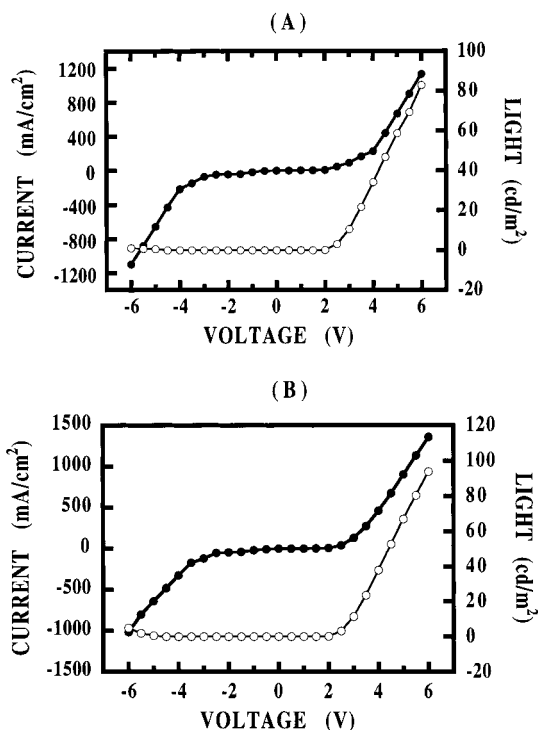 (A)
CURRENT (mA/cm²)
1200
800
400
0
-400
-800
-1200
100
80
60
40
20
0
-20
LIGHT (cd/m²)
-6 -4 -2 0 2 4 6
VOLTAGE (V)
(B)
CURRENT (mA/cm²)
1500
1000
500
0
-500
-1000
-1500
120
100
80
60
40
20
0
-20
LIGHT (cd/m²)
-6 -4 -2 0 2 4 6
VOLTAGE (V)